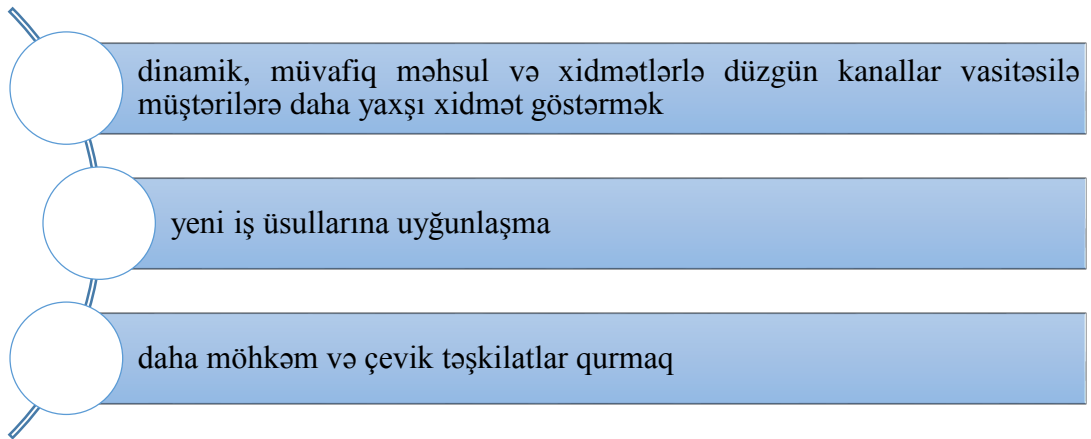 dinamik, müvafiq məhsul və xidmətlərlə düzgün kanallar vasitəsilə
müştərilərə daha yaxşı xidmət göstərmək
yeni iş üsullarına uyğunlaşma
daha möhkəm və çevik təşkilatlar qurmaq